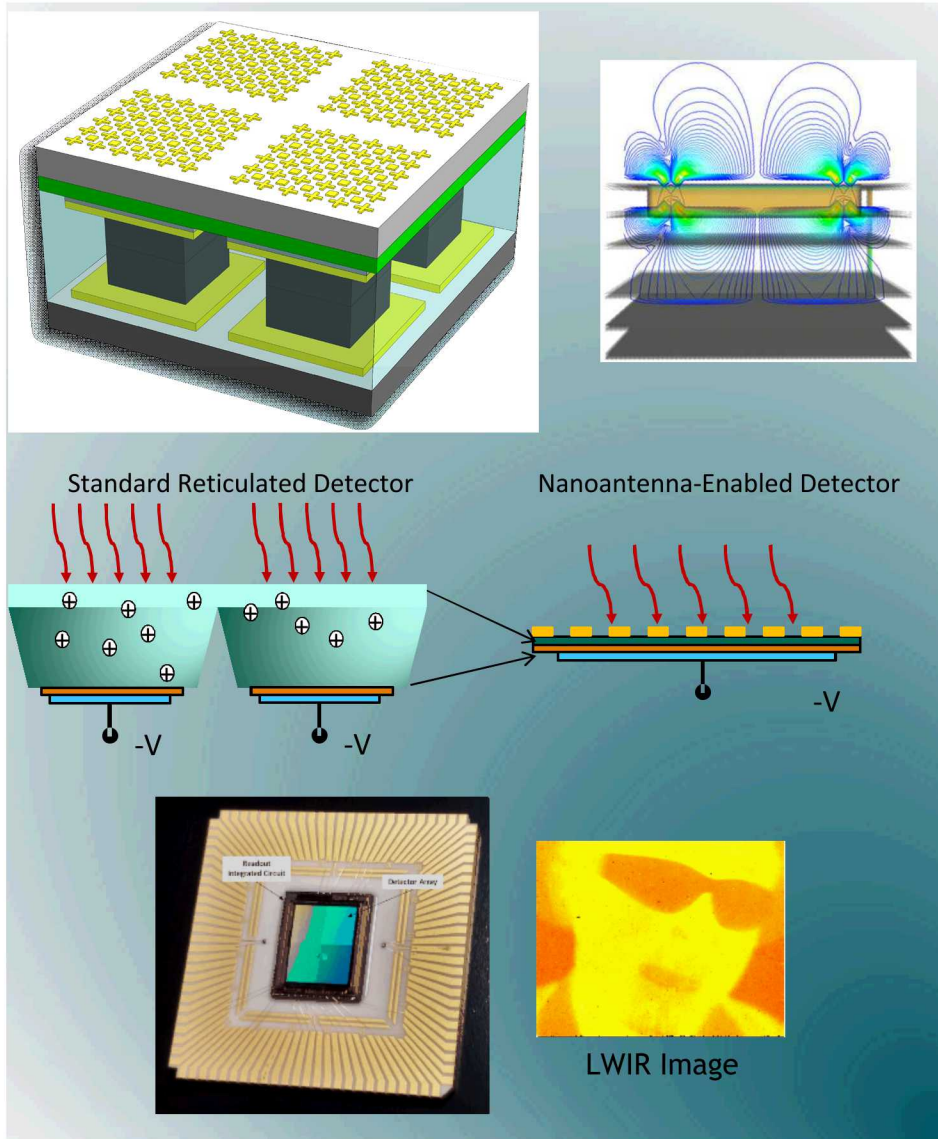 Standard Reticulated Detector
Nanoantenna-Enabled Detector
-V
-V
-V
Readout
Integrated Circuit
Detector Array
LWIR Image